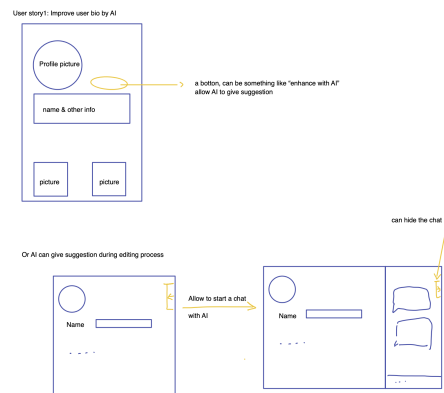 User story1: Improve user bio by AI
Profile picture
a botton, can be something like "enhance with AI"
allow AI to give suggestion
name & other info
picture
picture
can hide the chat
Or AI can give suggestion during editing process
Allow to start a chat
with AI
Name
Name